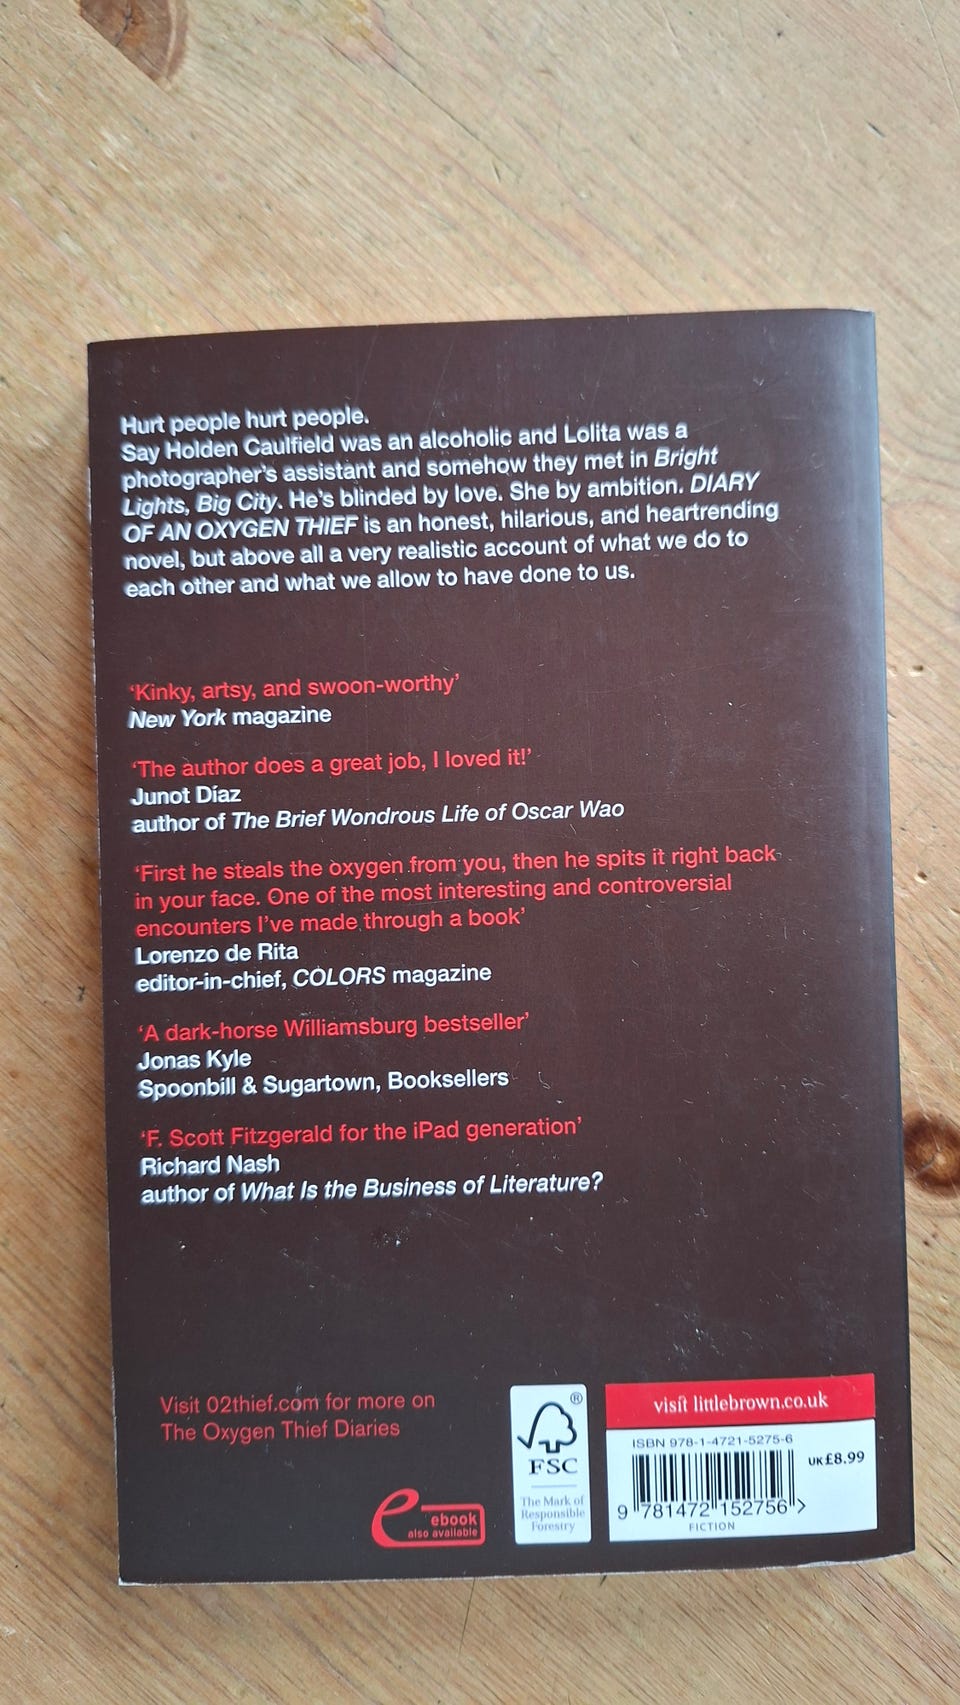 Hurt people hurt people.
Say Holden Caulfield was an alcoholic and Lolita was a
photographer's assistant and somehow they met in Bright
Lights, Big City. He's blinded by love. She by ambition. DIARY
OF AN OXYGEN THIEF is an honest, hilarious, and heartrending
novel, but above all a very realistic account of what we do to
each other and what we allow to have done to us.
'Kinky, artsy, and swoon-worthy'
New York magazine
'The author does a great job, I loved it!'
Junot Díaz
author of The Brief Wondrous Life of Oscar Wao
'First he steals the oxygen from you, then he spits it right back
in your face. One of the most interesting and controversial
encounters I've made through a book'
Lorenzo de Rita
editor-in-chief, COLORS magazine
'A dark-horse Williamsburg bestseller'
Jonas Kyle
Spoonbill & Sugartown, Booksellers
'F. Scott Fitzgerald for the iPad generation'
Richard Nash
author of What Is the Business of Literature?
Visit 02thief.com for more on
The Oxygen Thief Diaries
e
ebook
also available
®
FSC
The Mark of
Responsible
Forestry
visit littlebrown.co.uk
ISBN 978-1-4721-5275-6
UK£8.99
9 781472 152756 >
FICTION